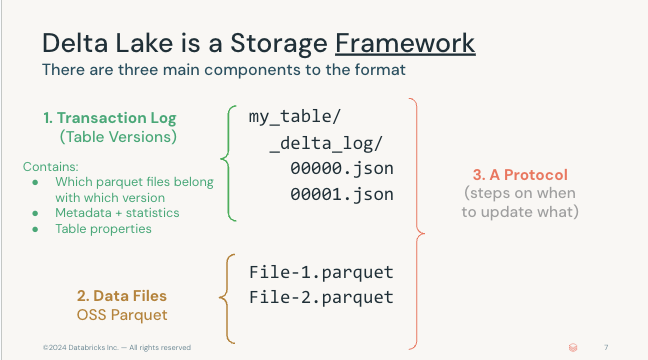 Delta Lake is a Storage Framework
There are three main components to the format
1. Transaction Log
(Table Versions)
Contains:
● Which parquet files belong
with which version
● Metadata + statistics
● Table properties
my_table/
_delta_log/
00000.json
00001.json
3. A Protocol
(steps on when
to update what)
2. Data Files
OSS Parquet
File-1.parquet
File-2.parquet
©2024 Databricks Inc. — All rights reserved
7